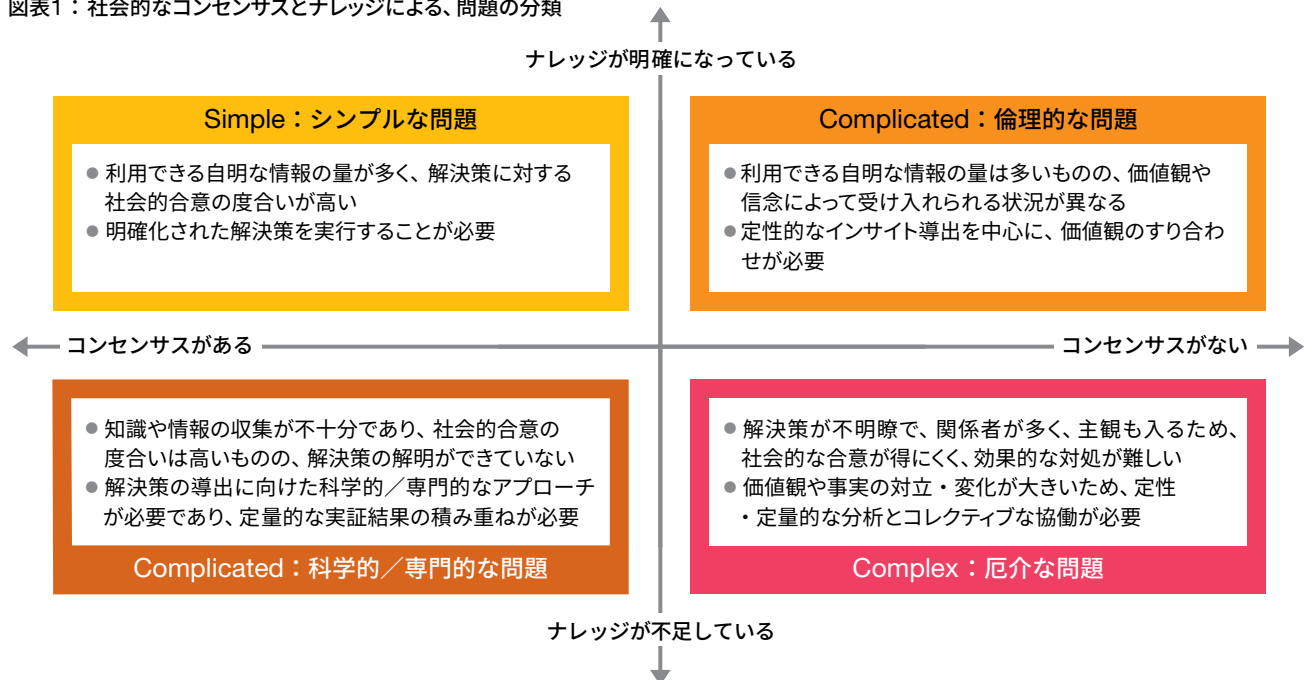 図表1：社会的なコンセンサスとナレッジによる、問題の分類
ナレッジが明確になっている
Simple：シンプルな問題
● 利用できる自明な情報の量が多く、解決策に対する
社会的合意の度合いが高い
● 明確化された解決策を実行することが必要
Complicated：倫理的な問題
● 利用できる自明な情報の量は多いものの、価値観や
信念によって受け入れられる状況が異なる
● 定性的なインサイト導出を中心に、価値観のすり合わ
せが必要
コンセンサスがある
コンセンサスがない
● 知識や情報の収集が不十分であり、社会的合意の
度合いは高いものの、解決策の解明ができていない
● 解決策の導出に向けた科学的／専門的なアプローチ
が必要であり、定量的な実証結果の積み重ねが必要
Complicated：科学的／専門的な問題
● 解決策が不明瞭で、関係者が多く、主観も入るため、
社会的な合意が得にくく、効果的な対処が難しい
● 価値観や事実の対立・変化が大きいため、定性
・定量的な分析とコレクティブな協働が必要
Complex：厄介な問題
ナレッジが不足している